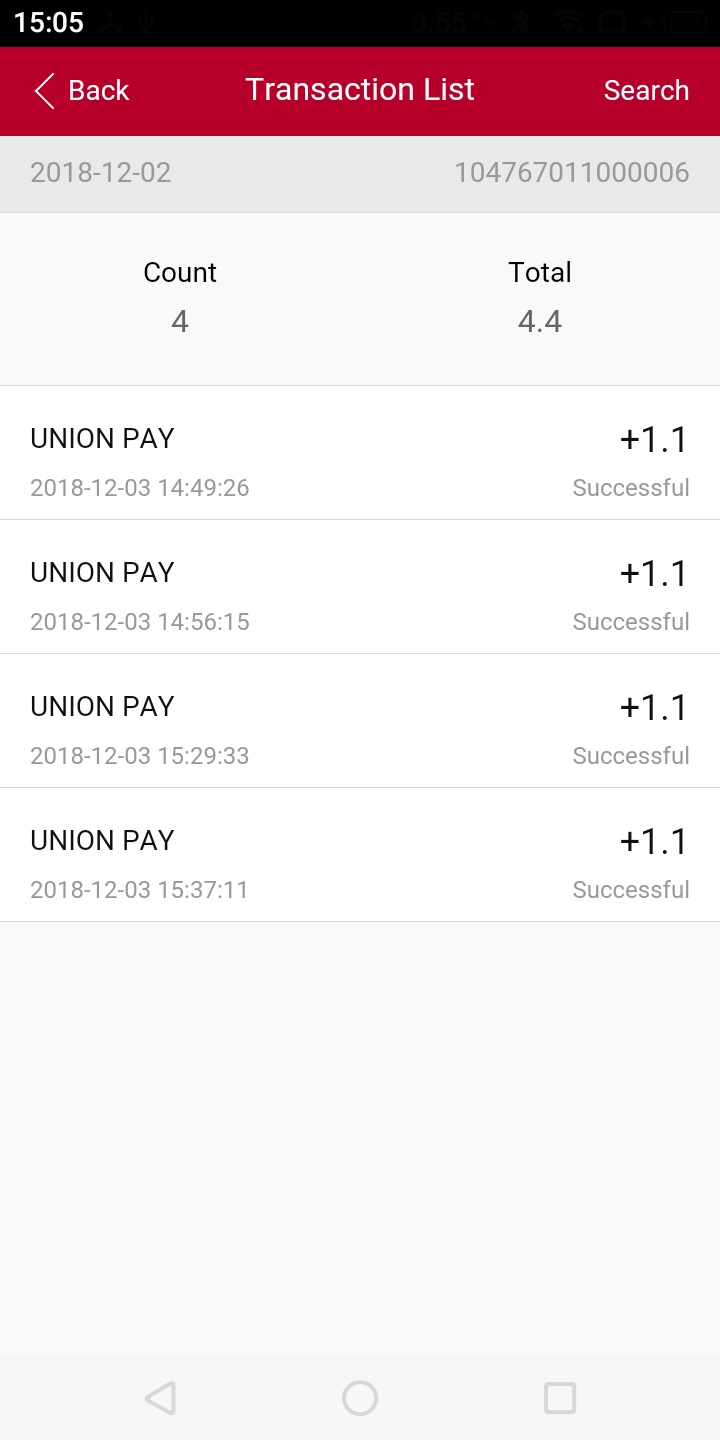 15:05 0.55 K/s
Back Transaction List Search
2018-12-02 104767011000006
Count Total
4 4.4
UNION PAY +1.1
2018-12-03 14:49:26 Successful
UNION PAY +1.1
2018-12-03 14:56:15 Successful
UNION PAY +1.1
2018-12-03 15:29:33 Successful
UNION PAY +1.1
2018-12-03 15:37:11 Successful